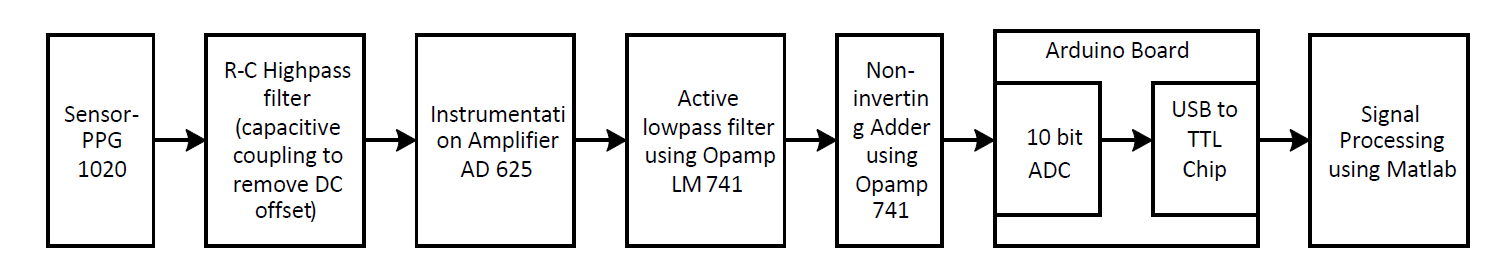 Sensor-
PPG
1020
R-C Highpass
filter
(capacitive
coupling to
remove DC
offset)
Instrumentati
on Amplifier
AD 625
Active
lowpass filter
using Opamp
LM 741
Non-
invertin
g Adder
using
Opamp
741
Arduino Board
10 bit
ADC
USB to
TTL
Chip
Signal
Processing
using Matlab